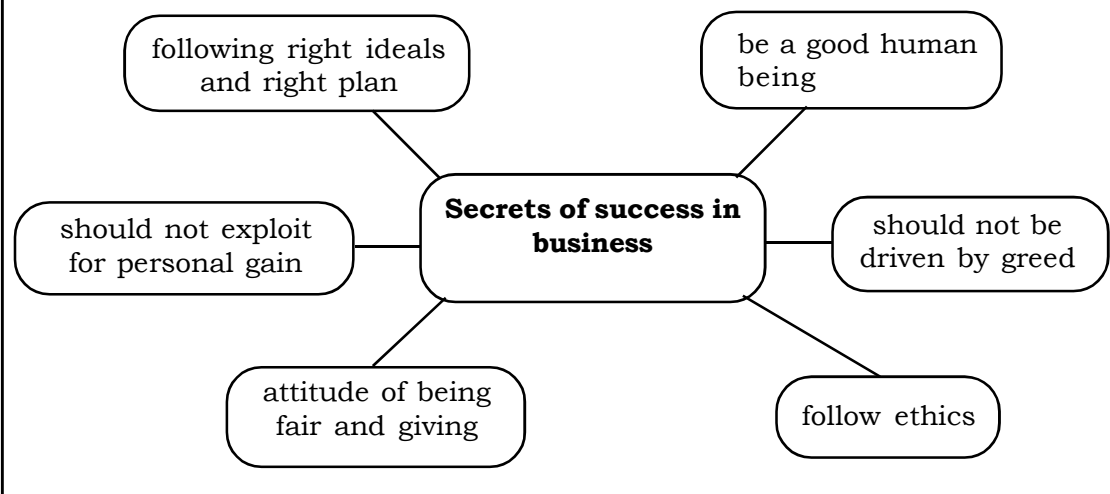 following right ideals
and right plan
be a good human
being
Secrets of success in
business
should not exploit
for personal gain
should not be
driven by greed
attitude of being
fair and giving
follow ethics